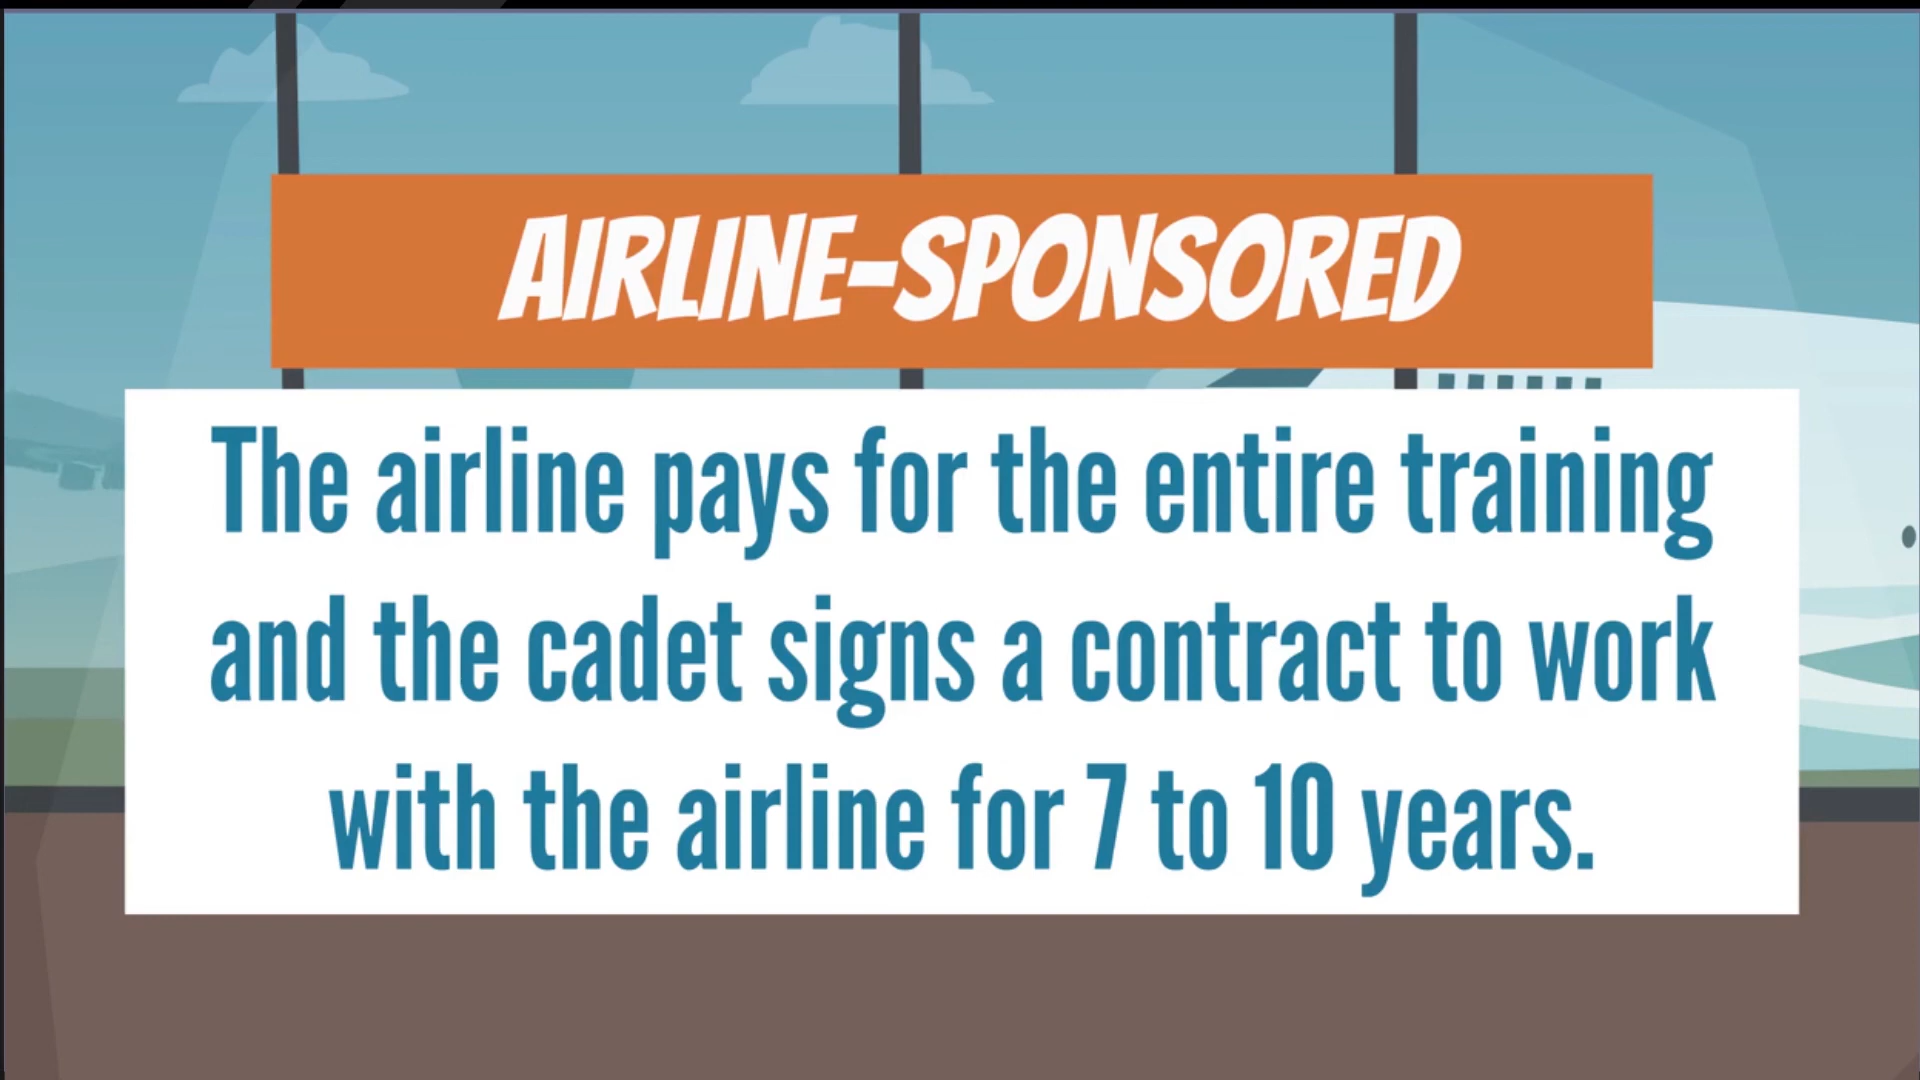 AIRLINE-SPONSORED
The airline pays for the entire training
and the cadet signs a contract to work
with the airline for 7 to 10 years.